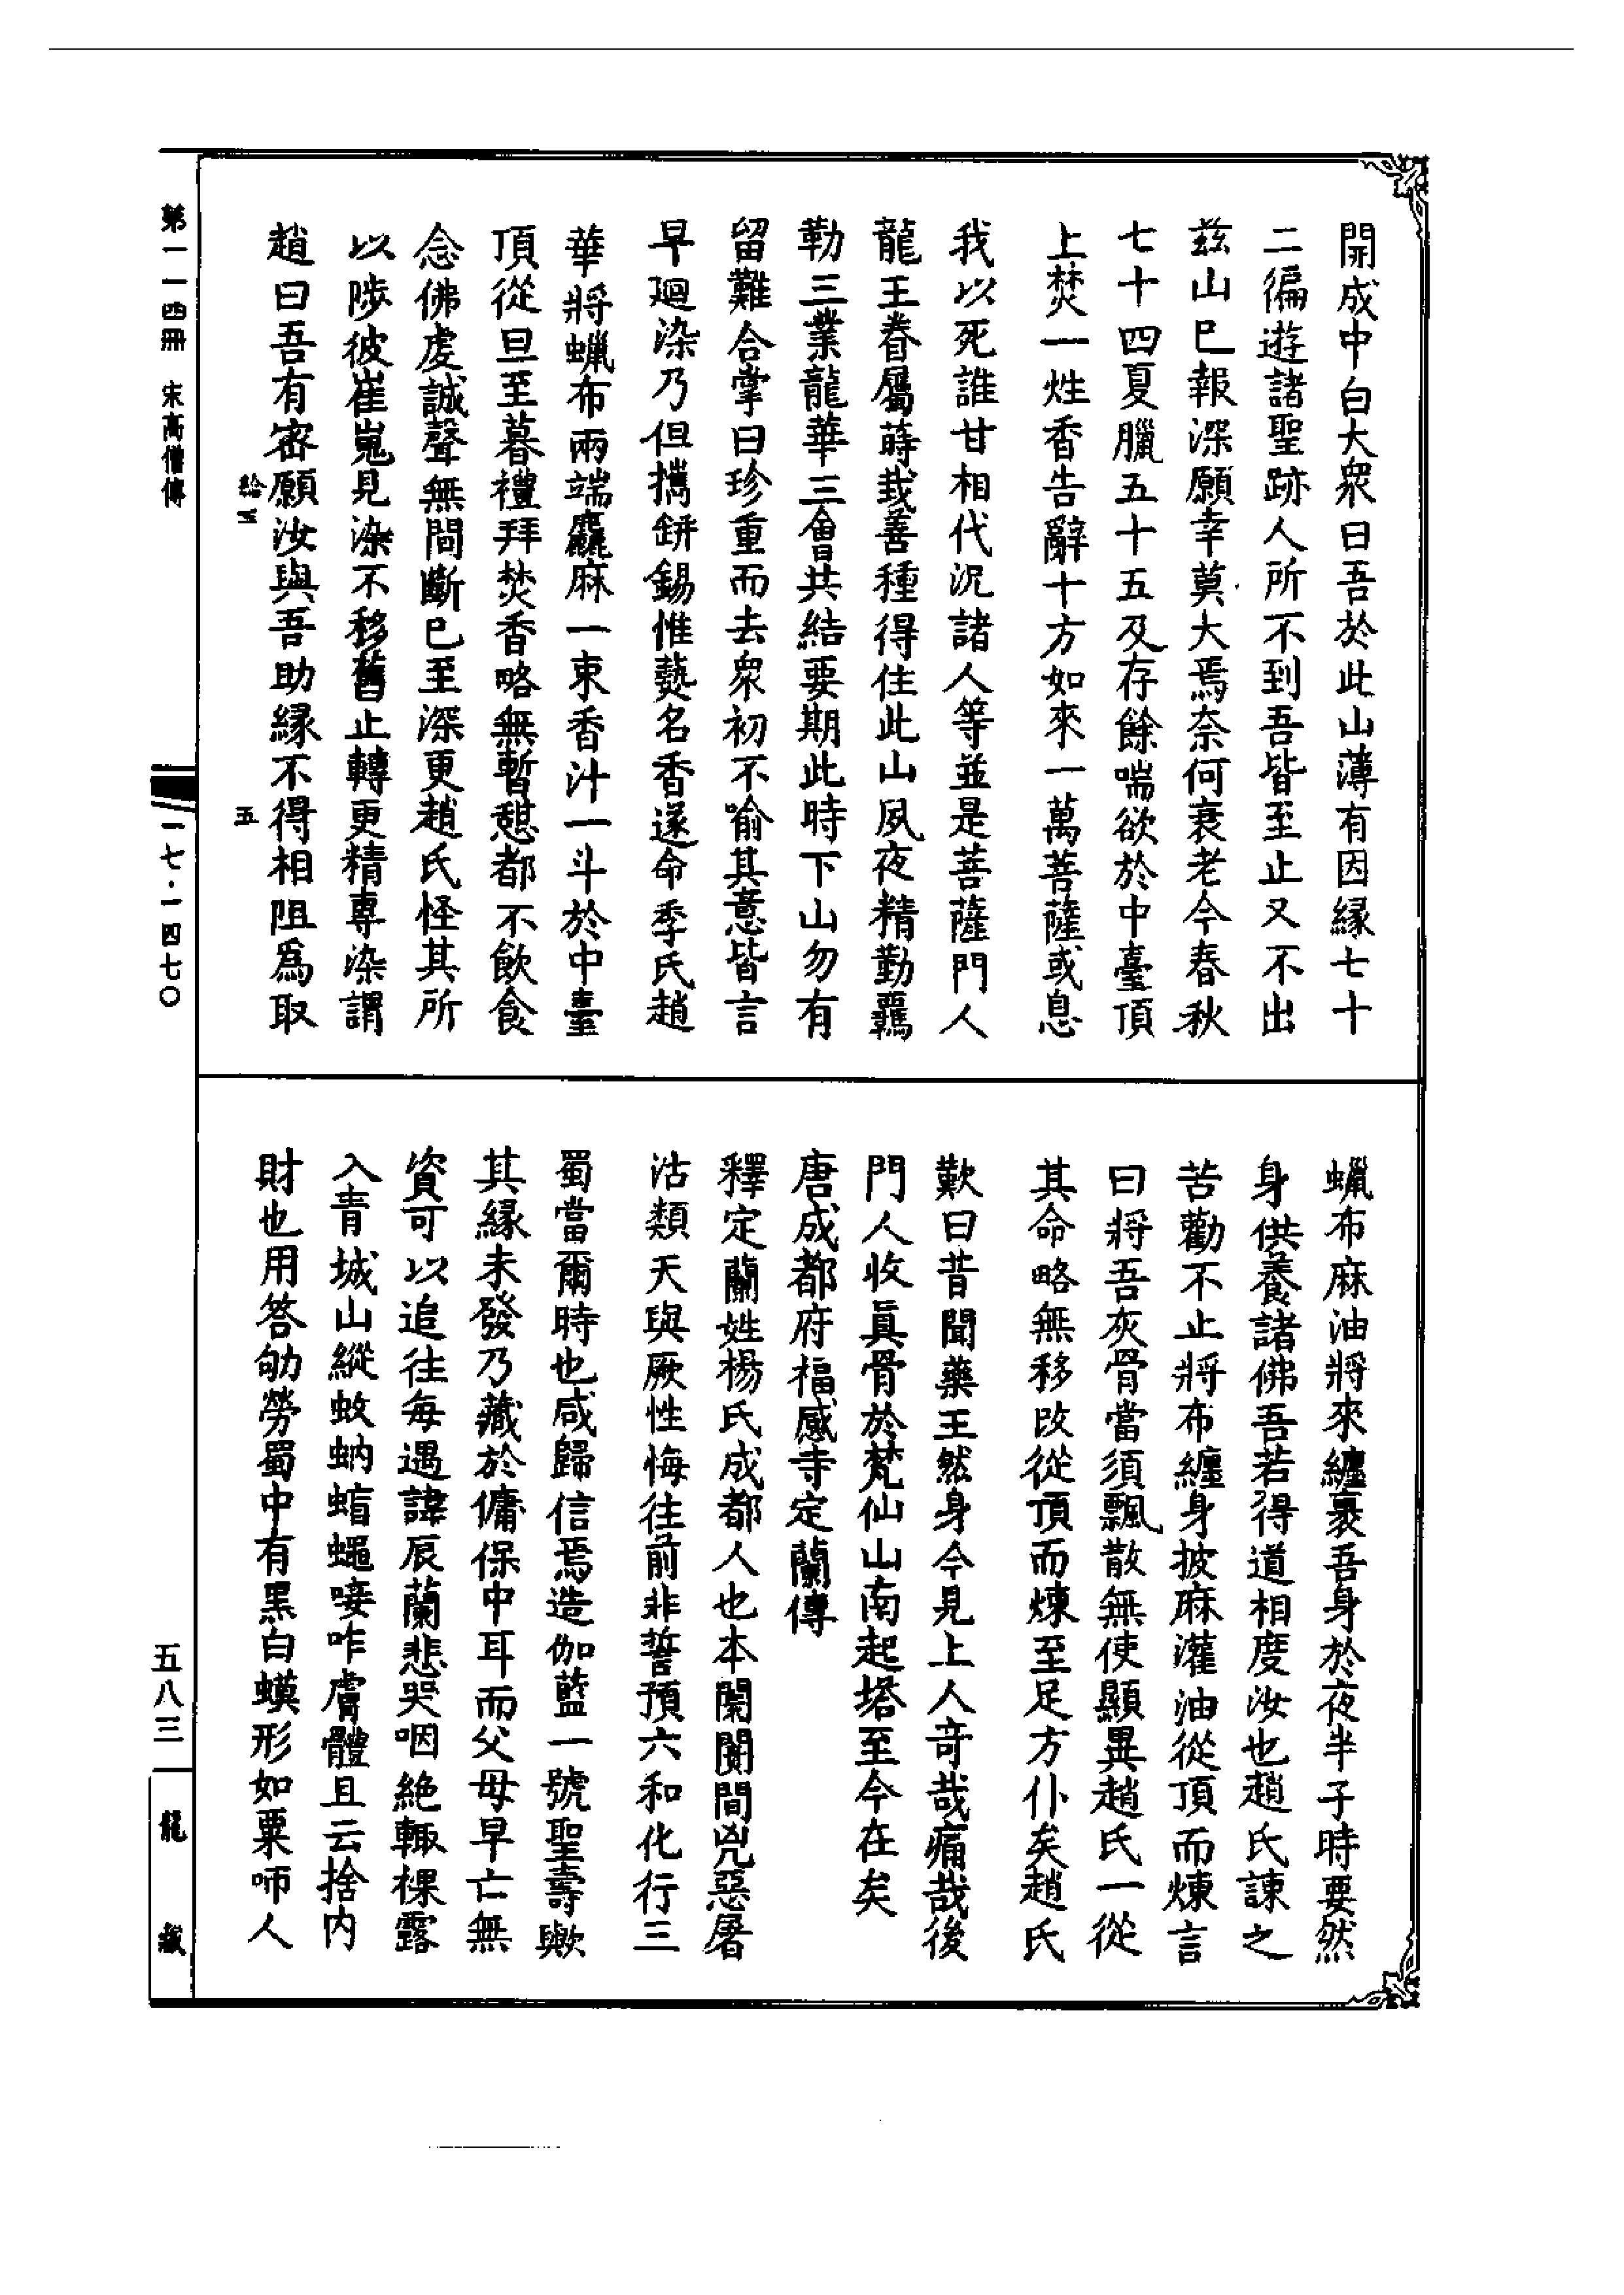 開成中白大衆曰吾於此山薄有因緣七十
二徧遊諸聖跡人所不到吾皆至止又不出
兹山已報深願幸莫大焉奈何衰老今春秋
七十四夏臘五十五及存餘喘欲於中臺頂
上焚一炷香告辭十方如來一萬菩薩或息
我以死誰甘相代况諸人等並是菩薩門人
龍王眷屬蒔栽善種得住此山夙夜精勤羈
勒三業龍華三會共結要期此時下山勿有
留難合掌曰珍重而去衆初不喻其意皆言
早迴染乃但攜缾錫惟爇名香遂命季氏趙
華將蠟布兩端麤麻一束香汁一斗於中臺
頂從旦至暮禮拜焚香略無暫憩都不飲食
念佛虔誠聲無間斷已至深更趙氏怪其所
以陟彼崔嵬見染不移舊止轉更精專染謂
趙曰吾有密願汝與吾助緣不得相阻爲取
蠟布麻油將來纏裹吾身於夜半子時要然
身供養諸佛吾若得道相度汝也趙氏諫之
苦勸不止將布纏身披麻灌油從頂而煉言
曰將吾灰骨當須飄散無使顯異趙氏一從
其命略無移改從頂而煉至足方仆矣趙氏
歎曰昔聞藥王然身今見上人奇哉痛哉後
門人收眞骨於梵仙山南起塔至今在矣
唐成都府福感寺定蘭傳
釋定蘭姓楊氏成都人也本闤闠間兇惡屠
沽類天與厥性悔往前非誓預六和化行三
蜀當爾時也咸歸信焉造伽藍一號聖壽歟
其緣未發乃藏於傭保中耳而父母早亡無
資可以追往每遇諱辰蘭悲哭咽絶輒裸露
入青城山縱蚊蚋蝱蠅唼咋膚體且云捨内
財也用答劬勞蜀中有黑白蟆形如粟咂人
第一一四冊 宋高僧傳
給五
五
一七·一四七〇
五八三
龍藏